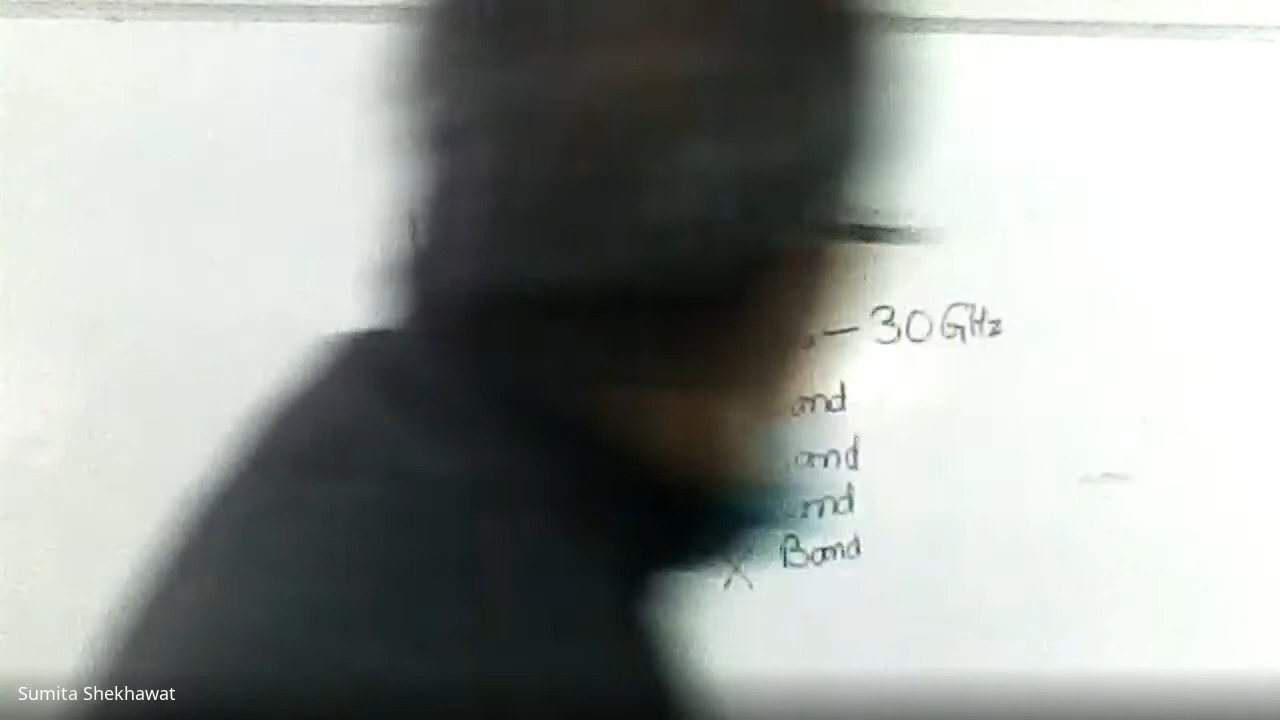 — 30 GHz
and
and
and
X Band
Sumita Shekhawat